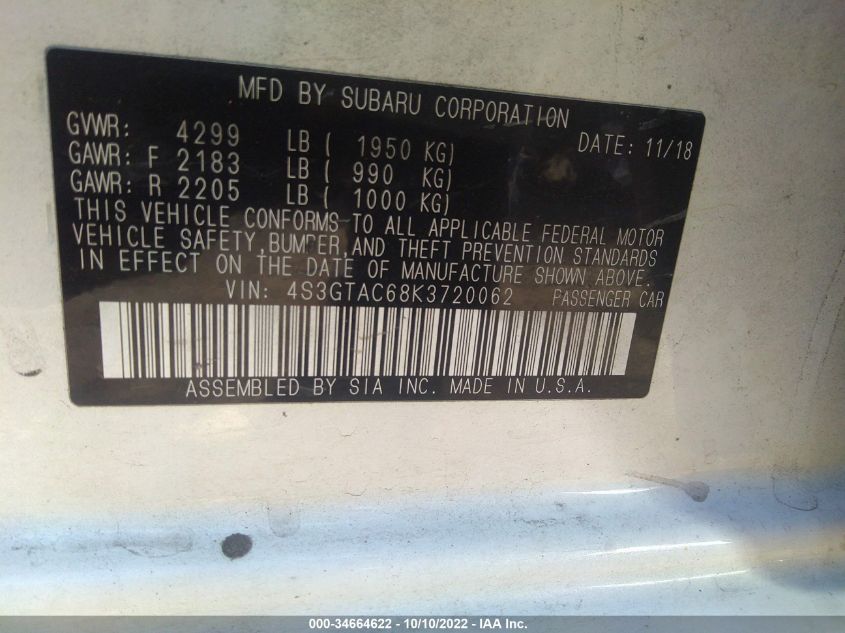 MFD BY SUBARU CORPORATION
GVWR: 4299 LB ( 1950 KG) DATE: 11/18
GAWR: F 2183 LB ( 990 KG)
GAWR: R 2205 LB ( 1000 KG)
THIS VEHICLE CONFORMS TO ALL APPLICABLE FEDERAL MOTOR
VEHICLE SAFETY, BUMPER, AND THEFT PREVENTION STANDARDS
IN EFFECT ON THE DATE OF MANUFACTURE SHOWN ABOVE.
VIN: 4S3GTAC68K3720062 PASSENGER CAR
ASSEMBLED BY SIA INC. MADE IN U.S.A.
000-34664622 - 10/10/2022 - IAA Inc.